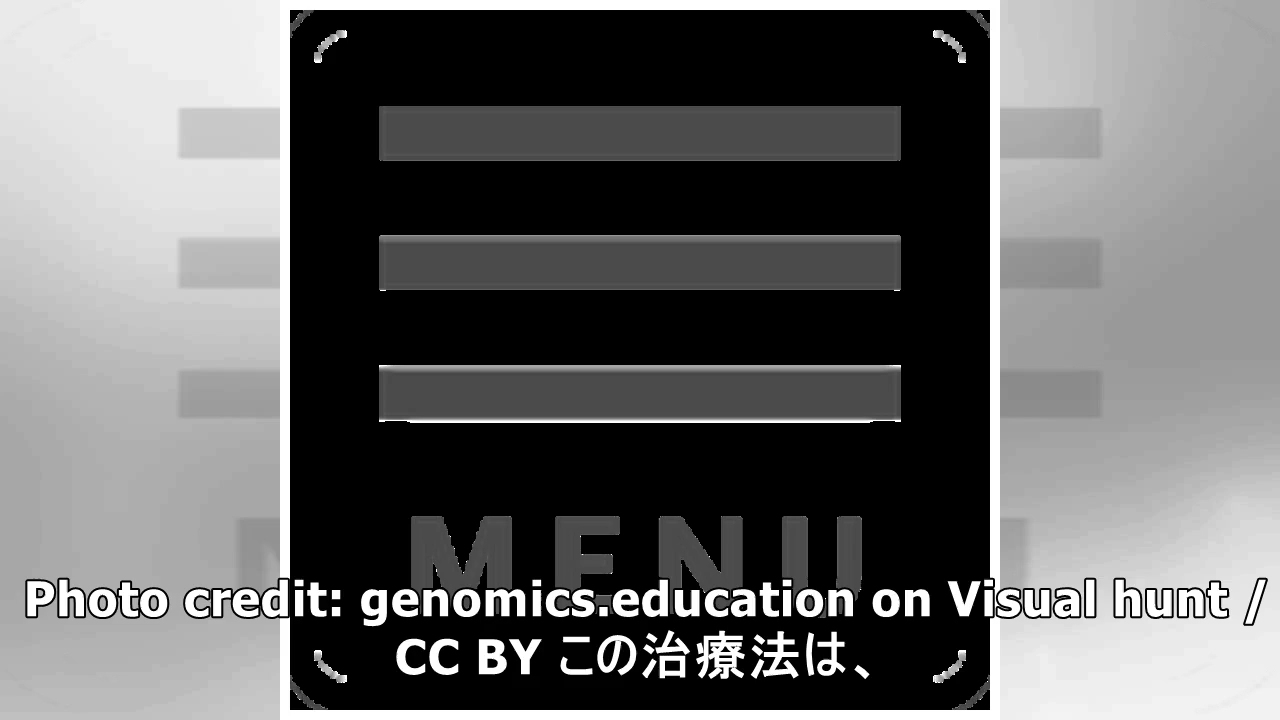 MENU
Photo credit: genomics.education on Visual hunt /
CC BY この治療法は、